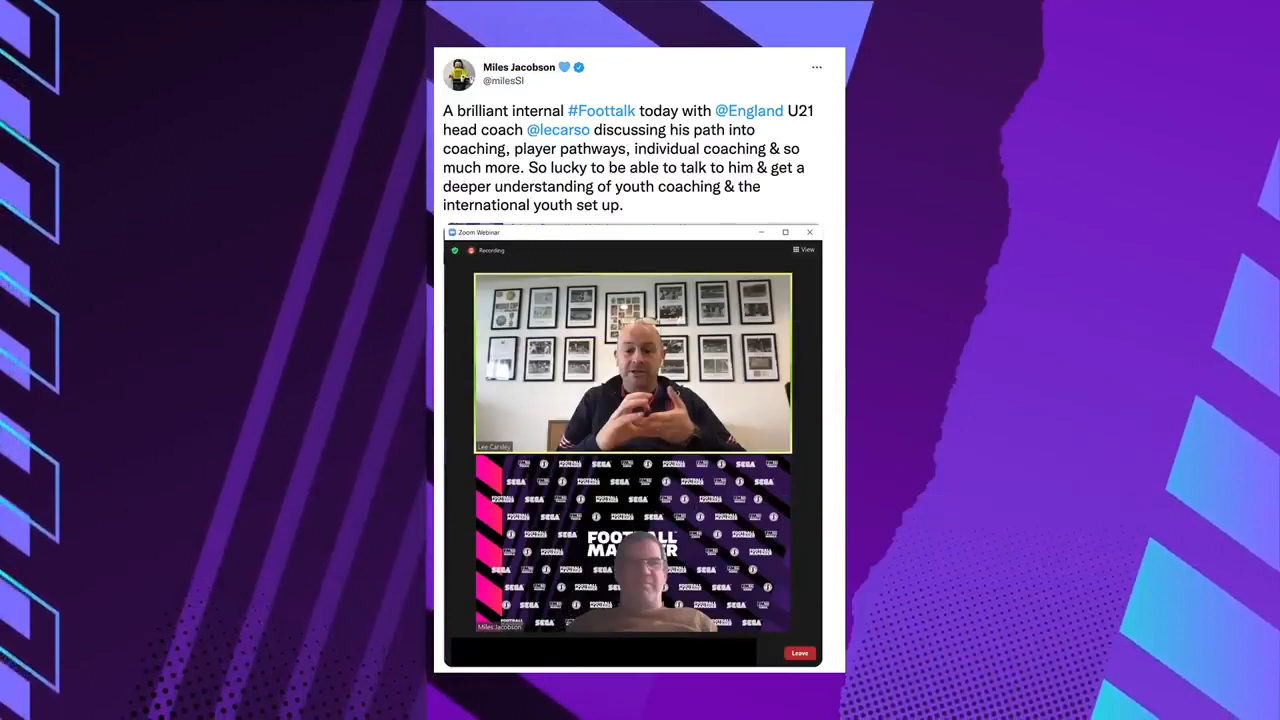 Miles Jacobson
@milesSI
A brilliant internal #Foottalk today with @England U21
head coach @lecarso discussing his path into
coaching, player pathways, individual coaching & so
much more. So lucky to be able to talk to him & get a
deeper understanding of youth coaching & the
international youth set up.
Zoom Webinar
Recording
View
Lee Carsley
SEGA
FOOTBALL
MANAGER
Miles Jacobson
Leave